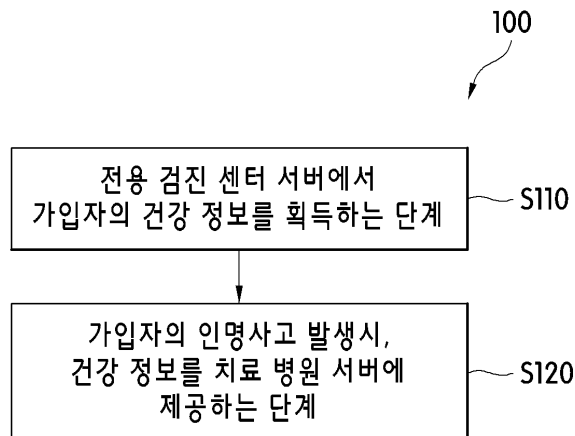 100
전용 검진 센터 서버에서
가입자의 건강 정보를 획득하는 단계
S110
가입자의 인명사고 발생시,
건강 정보를 치료 병원 서버에
제공하는 단계
S120